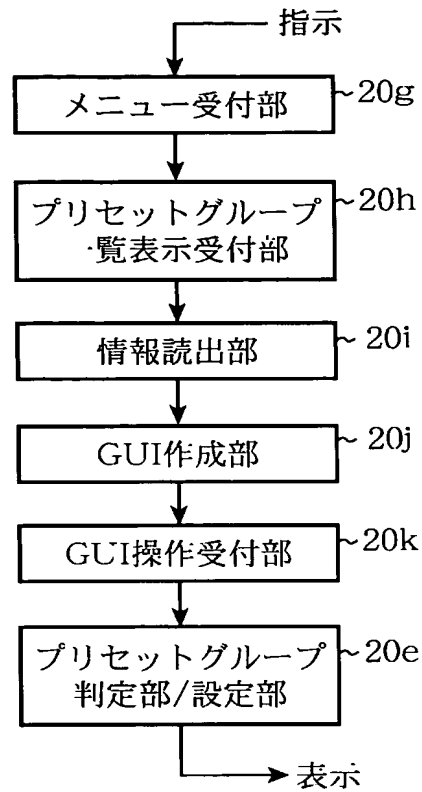 指示
メニュー受付部
20g
プリセットグループ
一覧表示受付部
20h
情報読出部
20i
GUI作成部
20j
GUI操作受付部
20k
プリセットグループ
判定部/設定部
20e
表示